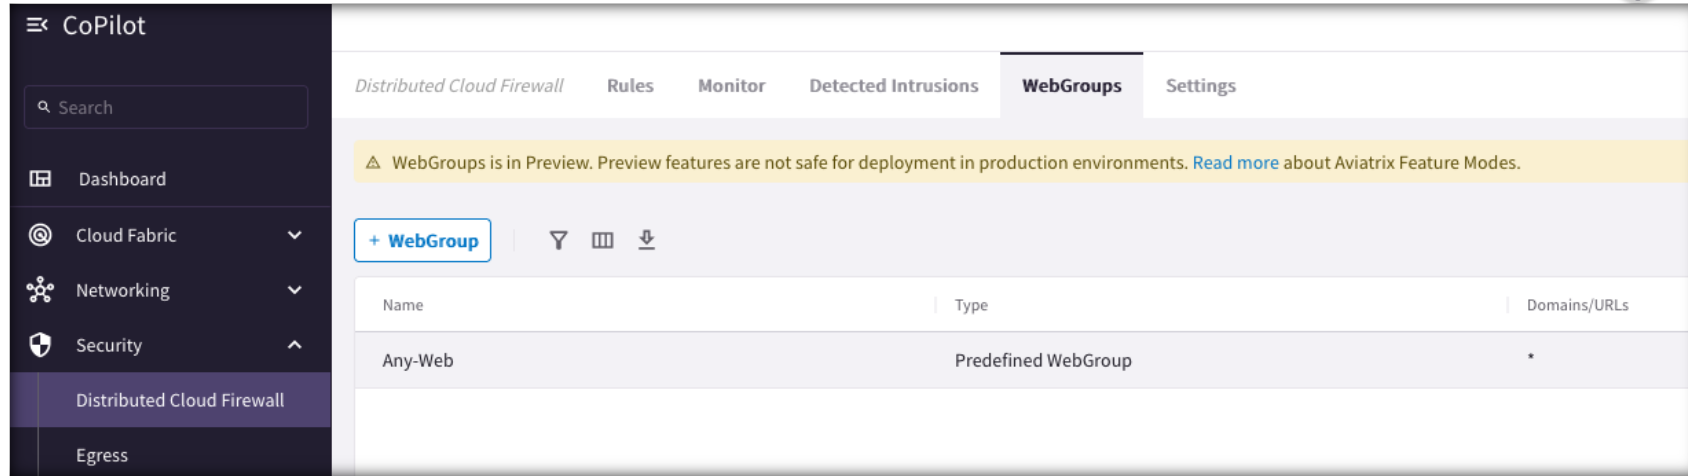 CoPilot
Search
Dashboard
Cloud Fabric
Networking
Security
Distributed Cloud Firewall
Egress
Distributed Cloud Firewall Rules Monitor Detected Intrusions WebGroups Settings
WebGroups is in Preview. Preview features are not safe for deployment in production environments. Read more about Aviatrix Feature Modes.
+ WebGroup
Name Type Domains/URLs
Any-Web Predefined WebGroup *